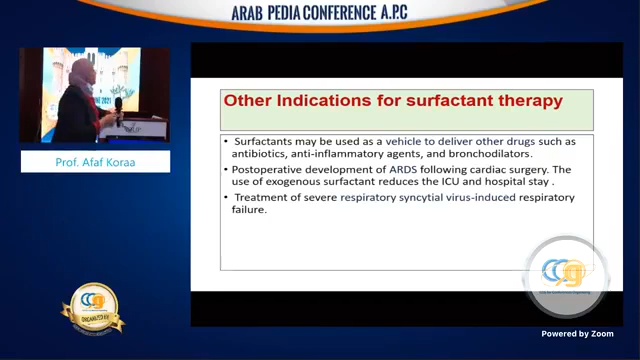 ARAB PEDIA CONFERENCE A.P.C
Prof. Afaf Koraa
Other Indications for surfactant therapy
• Surfactants may be used as a vehicle to deliver other drugs such as
antibiotics, anti-inflammatory agents, and bronchodilators.
• Postoperative development of ARDS following cardiac surgery. The
use of exogenous surfactant reduces the ICU and hospital stay .
• Treatment of severe respiratory syncytial virus-induced respiratory
failure.
ORGANIZED BY
Powered by Zoom